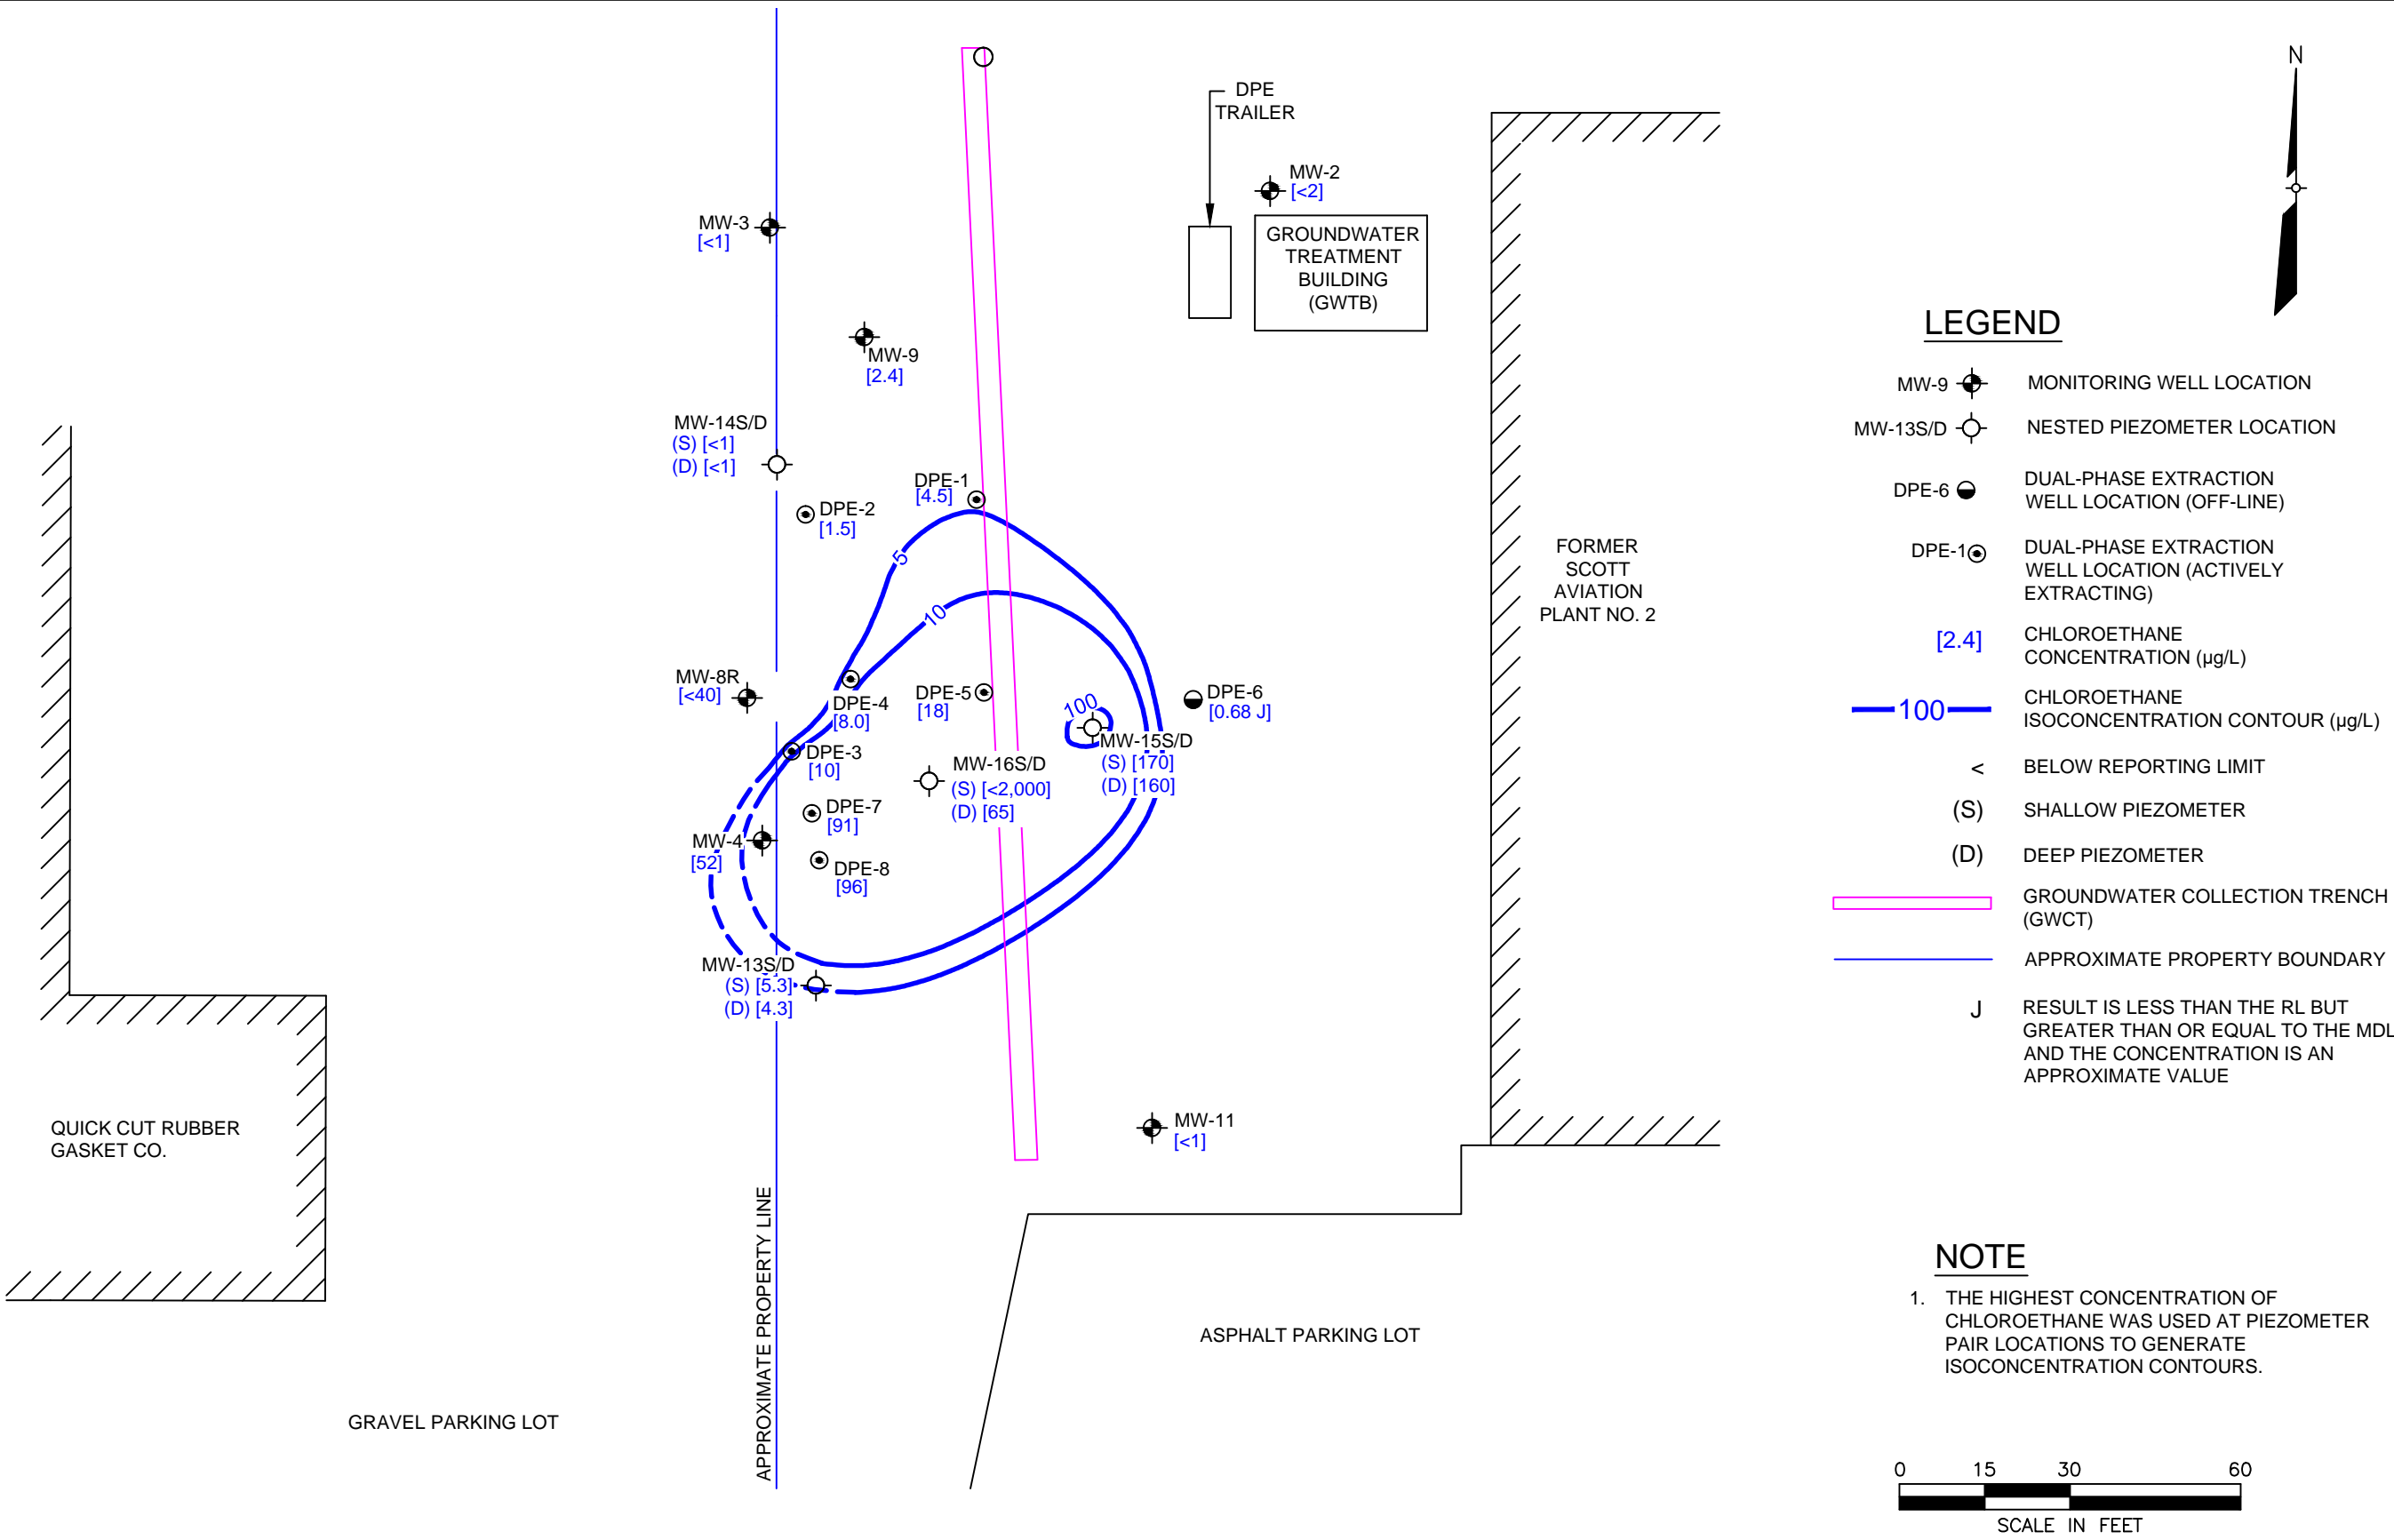 N
DPE
TRAILER
MW-2
[<2]
MW-3
[<1]
GROUNDWATER
TREATMENT
BUILDING
(GWTB)
MW-9
[2.4]
MW-14S/D
(S) [<1]
(D) [<1]
DPE-1
[4.5]
DPE-2
[1.5]
5
10
FORMER
SCOTT
AVIATION
PLANT NO. 2
MW-8R
[<40]
DPE-4
[8.0]
DPE-5
[18]
100
DPE-6
[0.68 J]
MW-15S/D
(S) [170]
(D) [160]
DPE-3
[10]
MW-16S/D
(S) [<2,000]
(D) [65]
DPE-7
[91]
MW-4
[52]
DPE-8
[96]
MW-13S/D
(S) [5.3]
(D) [4.3]
MW-11
[<1]
QUICK CUT RUBBER
GASKET CO.
APPROXIMATE PROPERTY LINE
ASPHALT PARKING LOT
GRAVEL PARKING LOT
LEGEND
MW-9 MONITORING WELL LOCATION
MW-13S/D NESTED PIEZOMETER LOCATION
DPE-6 DUAL-PHASE EXTRACTION
WELL LOCATION (OFF-LINE)
DPE-1 DUAL-PHASE EXTRACTION
WELL LOCATION (ACTIVELY
EXTRACTING)
[2.4] CHLOROETHANE
CONCENTRATION (µg/L)
100 CHLOROETHANE
ISOCONCENTRATION CONTOUR (µg/L)
< BELOW REPORTING LIMIT
(S) SHALLOW PIEZOMETER
(D) DEEP PIEZOMETER
GROUNDWATER COLLECTION TRENCH
(GWCT)
APPROXIMATE PROPERTY BOUNDARY
J RESULT IS LESS THAN THE RL BUT
GREATER THAN OR EQUAL TO THE MDL
AND THE CONCENTRATION IS AN
APPROXIMATE VALUE
NOTE
1. THE HIGHEST CONCENTRATION OF
CHLOROETHANE WAS USED AT PIEZOMETER
PAIR LOCATIONS TO GENERATE
ISOCONCENTRATION CONTOURS.
0 15 30 60
SCALE IN FEET